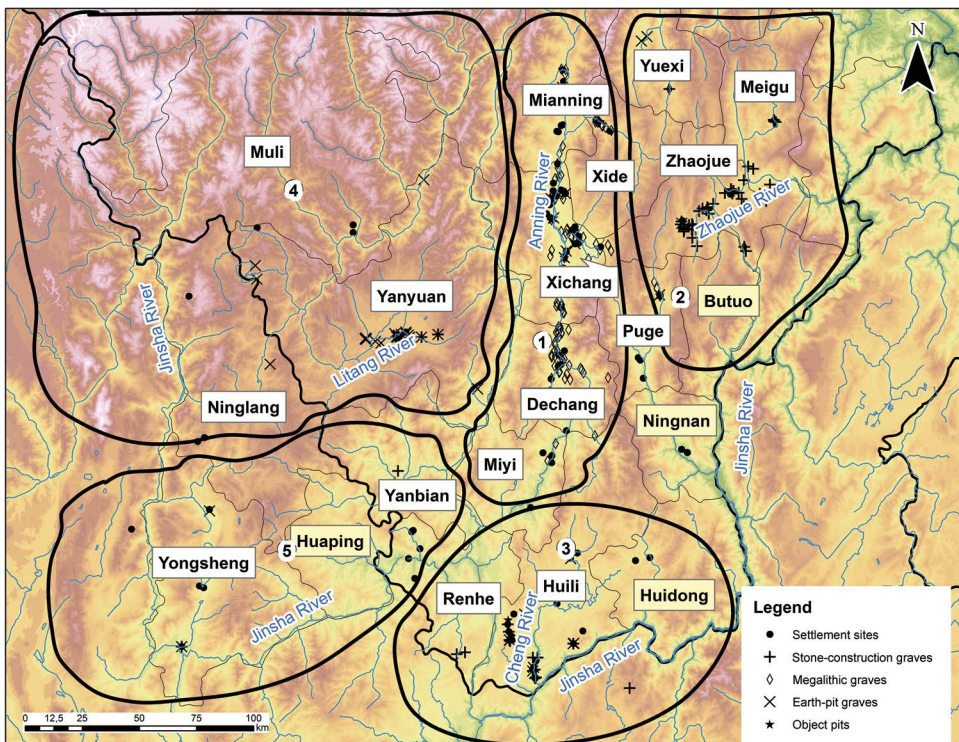 N
Yuexi
Meigu
Mianning
Muli
Zhaojue
Xide
4
Anning River
Zhaojue River
Xichang
Yanyuan
2
Butuo
Jinsha River
Puge
1
Litang River
Ninglang
Dechang
Ningnan
Jinsha River
Miyi
Yanbian
Huaping
5
3
Yongsheng
Huili
Renhe
Huidong
Jinsha River
Cheng River
Jinsha River
Legend
Settlement sites
Stone-construction graves
Megalithic graves
Earth-pit graves
Object pits
0 12,5 25 50 75 100
km